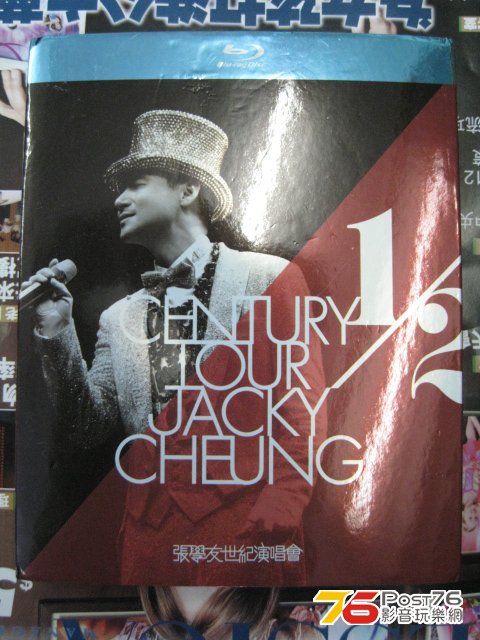 Blu-ray Disc
1/2
CENTURY
TOUR
JACKY
CHEUNG
張學友世紀演唱會
76 Post76
影音玩樂網